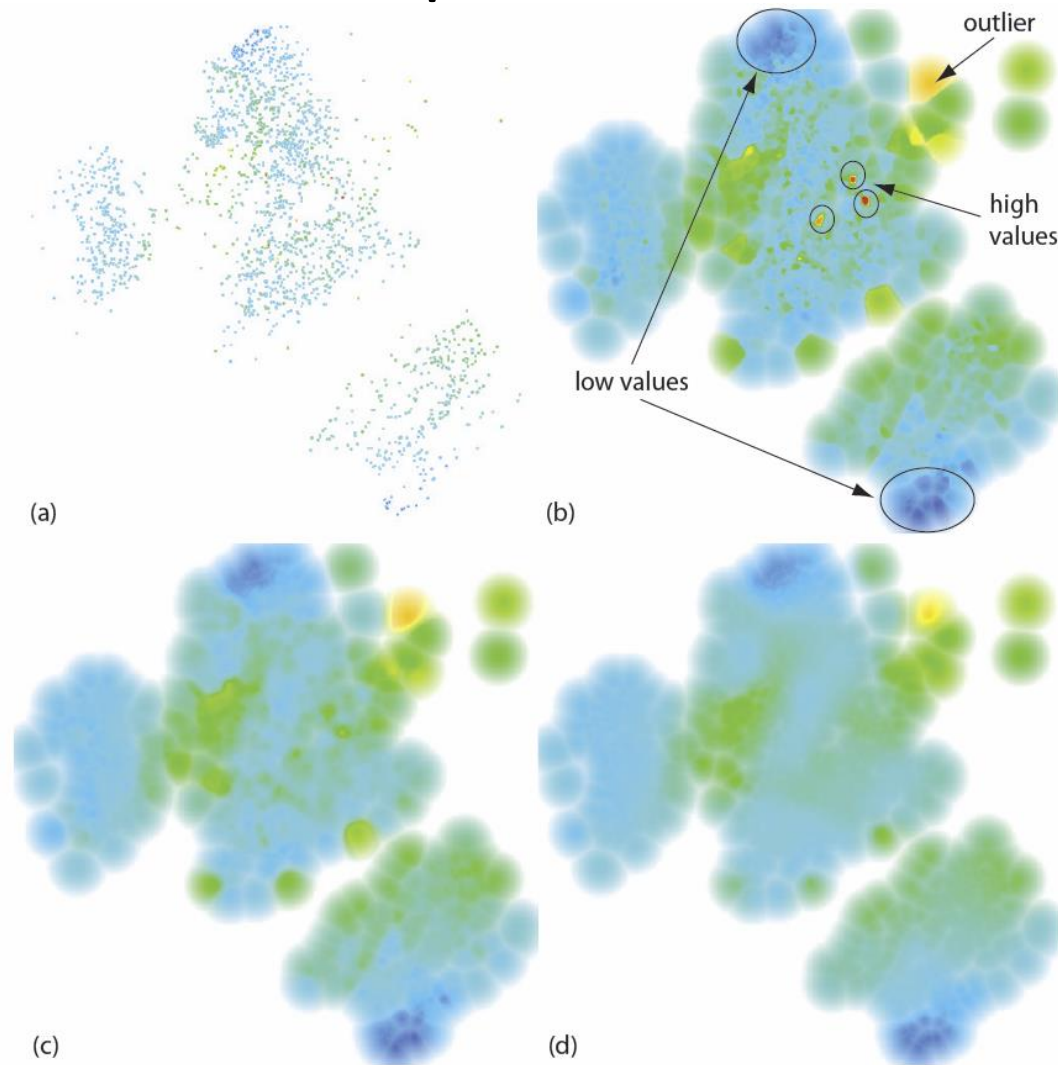 outlier
high
values
low values
(a)
(b)
(c)
(d)